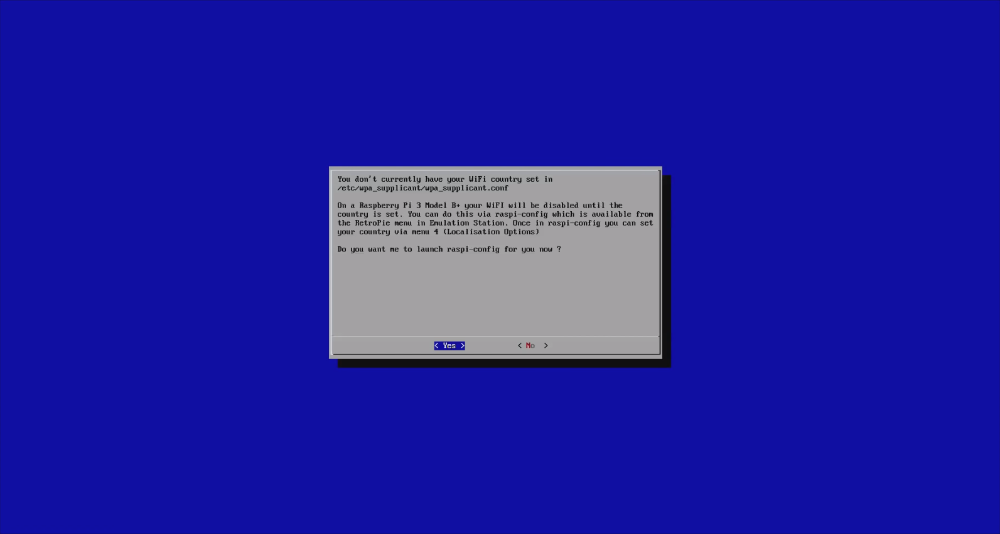 You don't currently have your WiFi country set in
/etc/wpa_supplicant/wpa_supplicant.conf
On a Raspberry Pi 3 Model B+ your WiFI will be disabled until the
country is set. You can do this via raspi-config which is available from
the RetroPie menu in Emulation Station. Once in raspi-config you can set
your country via menu 4 (Localisation Options)
Do you want me to launch raspi-config for you now ?
< Yes > < No >